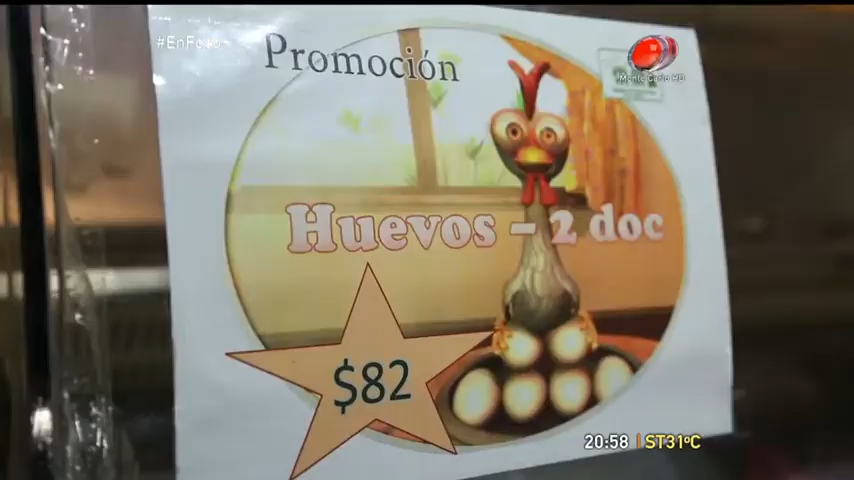 #EnFoco
Promoción
Monte Carlo HD
Huevos - 2 doc
$82
20:58 ST31ºC